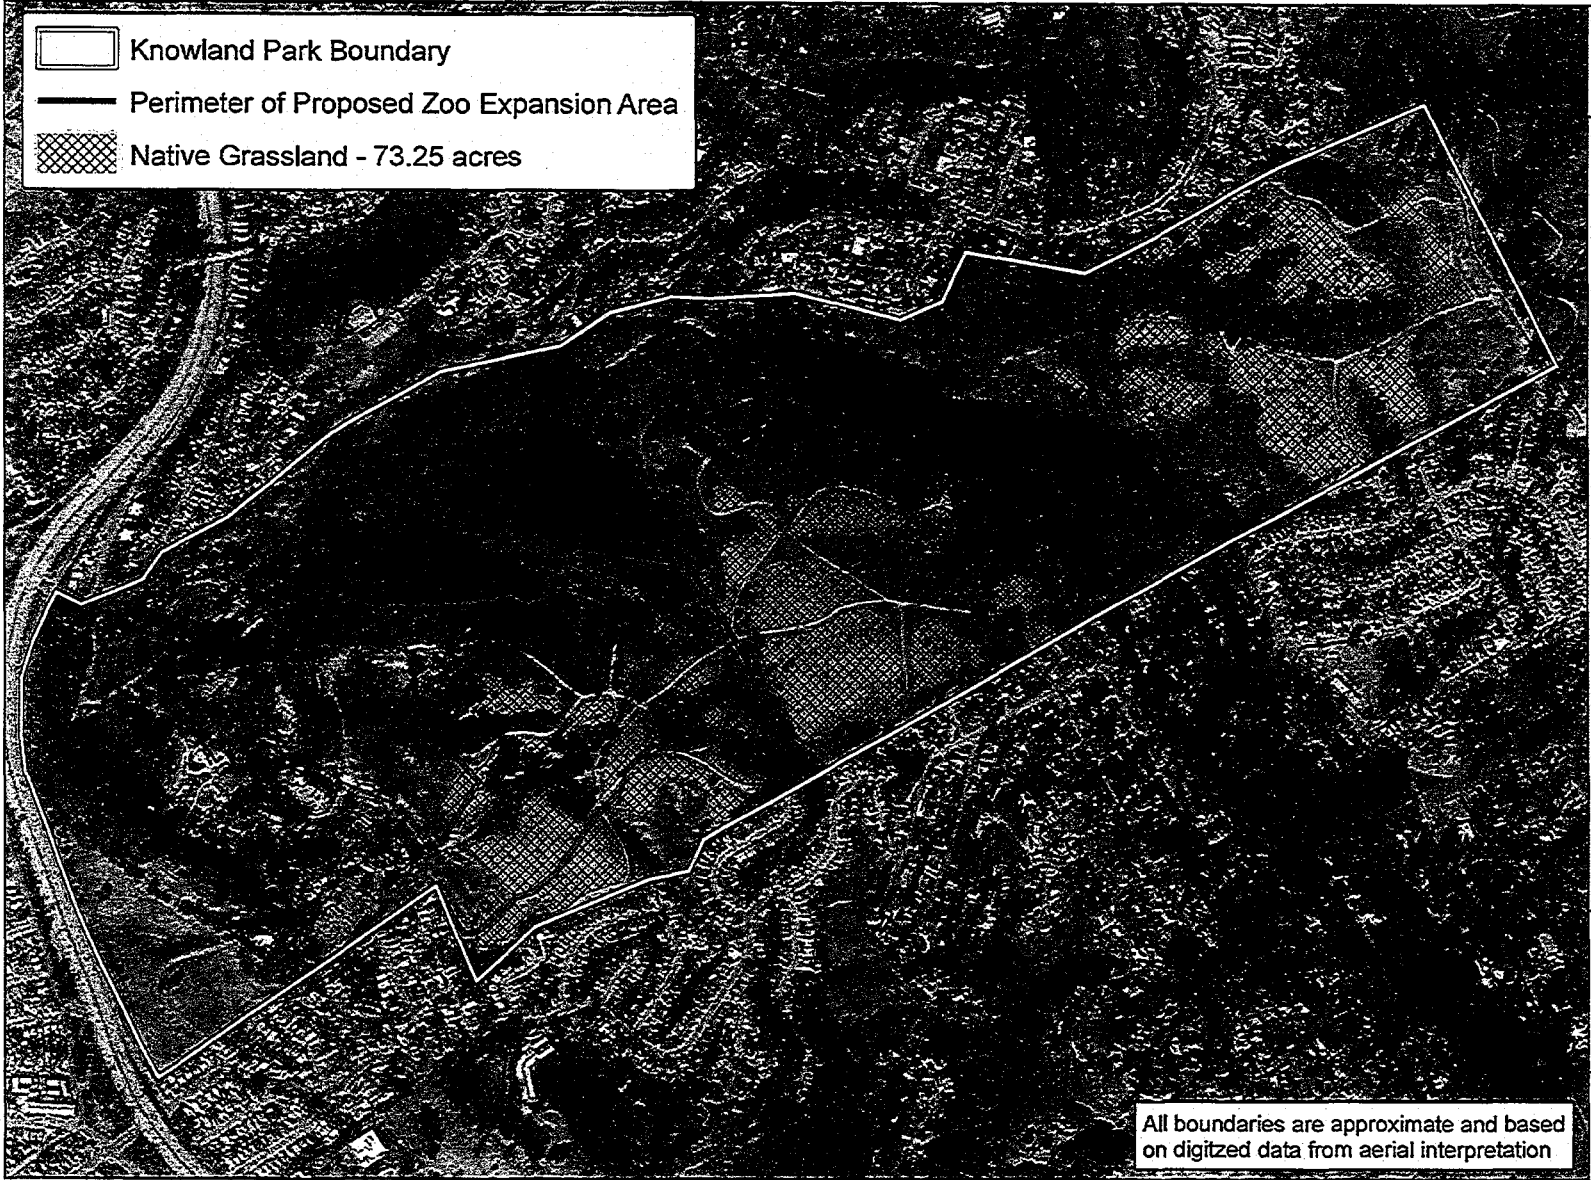 Knowland Park Boundary
Perimeter of Proposed Zoo Expansion Area
Native Grassland - 73.25 acres
All boundaries are approximate and based
on digitzed data from aerial interpretation